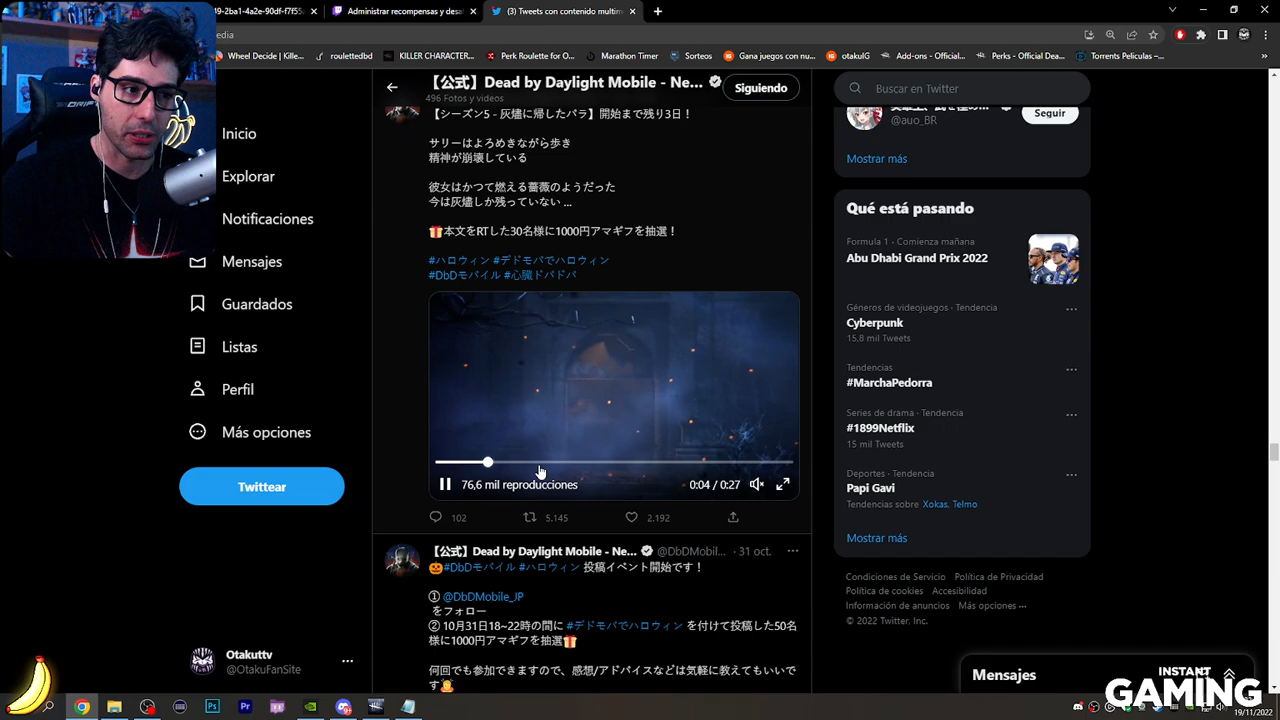 49-2ba1-4a2e-90df-f7f55
Administrar recompensas y desaf
(3) Tweets con contenido multim
edia
Wheel Decide | Kille...
roulettedbd
KILLER CHARACTER...
Perk Roulette for O...
Marathon Timer
Sorteos
Gana juegos con nu...
otakulG
Add-ons - Official...
Perks - Official Dea...
Torrents Películas ...
【公式】Dead by Daylight Mobile - Ne...
496 Fotos y videos
Siguiendo
Buscar en Twitter
@auo_BR
Seguir
Mostrar más
Inicio
Explorar
Notificaciones
Mensajes
Guardados
Listas
Perfil
Más opciones
Twittear
【シーズン5 - 灰燼に帰したバラ】開始まで残り3日！
サリーはよろめきながら歩き
精神が崩壊している
彼女はかつて燃える薔薇のようだった
今は灰燼しか残っていない ...
🎁本文をRTした30名様に1000円アマギフを抽選！
#ハロウィン #デドモバでハロウィン
#DbDモバイル #心臓ドバドバ
76,6 mil reproducciones
0:04 / 0:27
102
5.145
2.192
【公式】Dead by Daylight Mobile - Ne...
@DbDMobil... · 31 oct.
🎃#DbDモバイル #ハロウィン 投稿イベント開始です！
① @DbDMobile_JP
をフォロー
② 10月31日18~22時の間に #デドモバでハロウィン を付けて投稿した50名
様に1000円アマギフを抽選🎁
何回でも参加できますので、感想/アドバイスなどは気軽に教えてもいいで
す
Qué está pasando
Formula 1 · Comienza mañana
Abu Dhabi Grand Prix 2022
Géneros de videojuegos · Tendencia
Cyberpunk
15,8 mil Tweets
Tendencias
#MarchaPedorra
Series de drama · Tendencia
#1899Netflix
15 mil Tweets
Deportes · Tendencia
Papi Gavi
Tendencias sobre Xokas, Telmo
Mostrar más
Condiciones de Servicio Política de Privacidad
Política de cookies Accesibilidad
Información de anuncios Más opciones ···
© 2022 Twitter, Inc.
Otakuttv
@OtakuFanSite
Mensajes
INSTANT
GAMING
19/11/2022